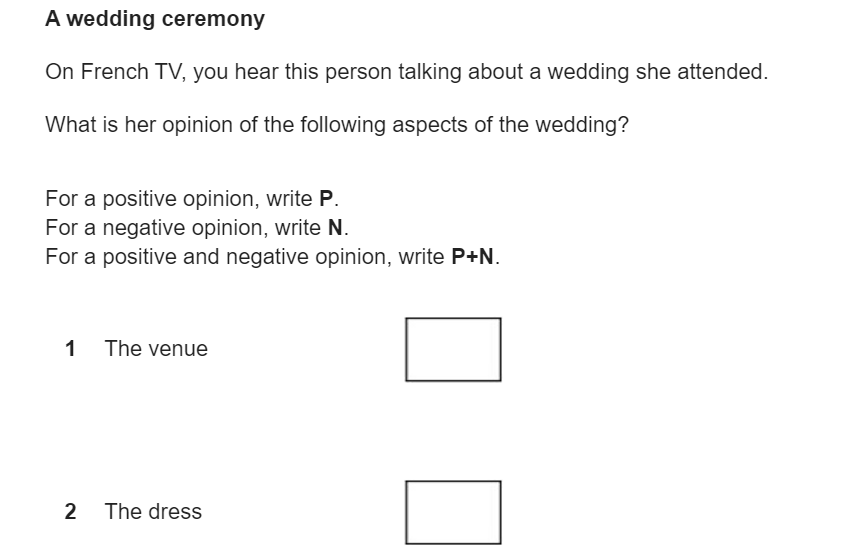 A wedding ceremony
On French TV, you hear this person talking about a wedding she attended.
What is her opinion of the following aspects of the wedding?
For a positive opinion, write P.
For a negative opinion, write N.
For a positive and negative opinion, write P+N.
1 The venue
2 The dress